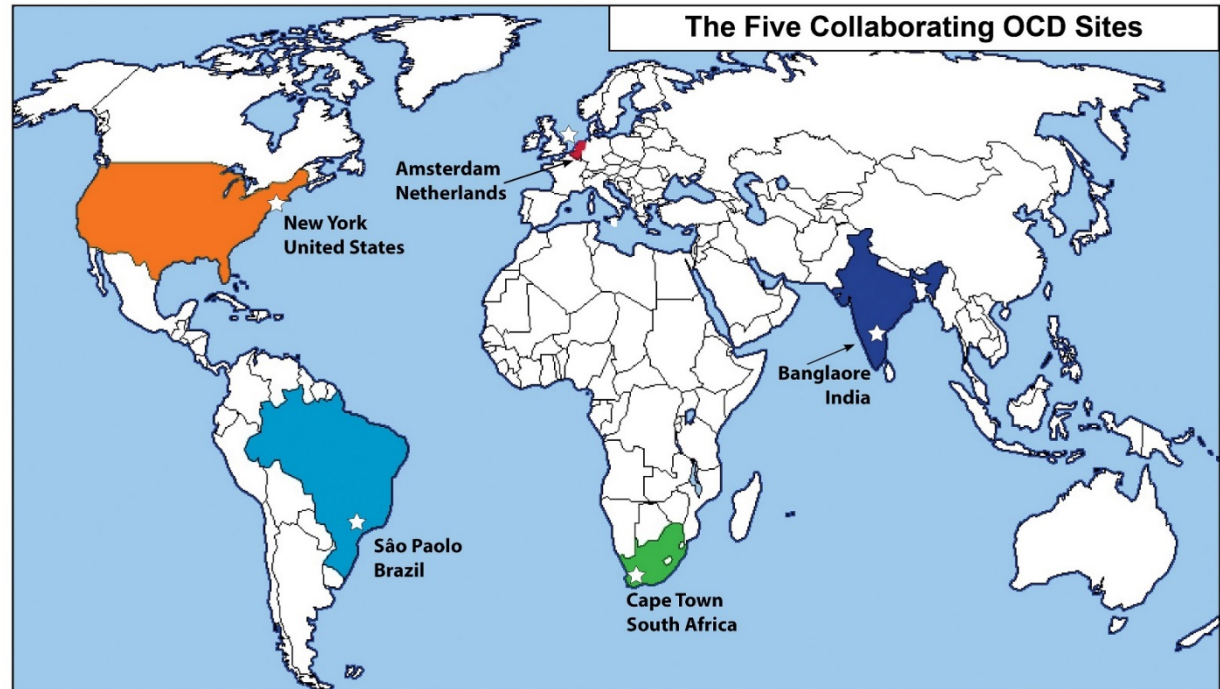 The Five Collaborating OCD Sites
Amsterdam
Netherlands
New York
United States
Banglaore
India
Sâo Paolo
Brazil
Cape Town
South Africa